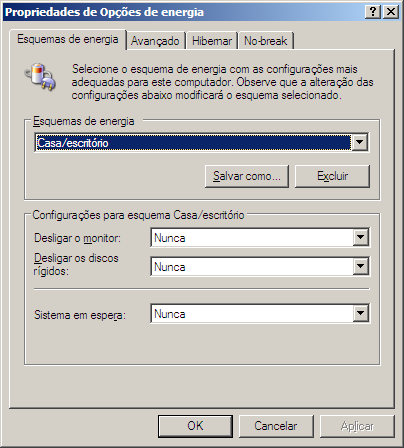 Propriedades de Opções de energia
Esquemas de energia
Avançado
Hibernar
No-break
Selecione o esquema de energia com as configurações mais
adequadas para este computador. Observe que a alteração das
configurações abaixo modificará o esquema selecionado.
Esquemas de energia
Casa/escritório
Salvar como...
Excluir
Configurações para esquema Casa/escritório
Desligar o monitor:
Nunca
Desligar os discos
rígidos:
Nunca
Sistema em espera:
Nunca
OK
Cancelar
Aplicar